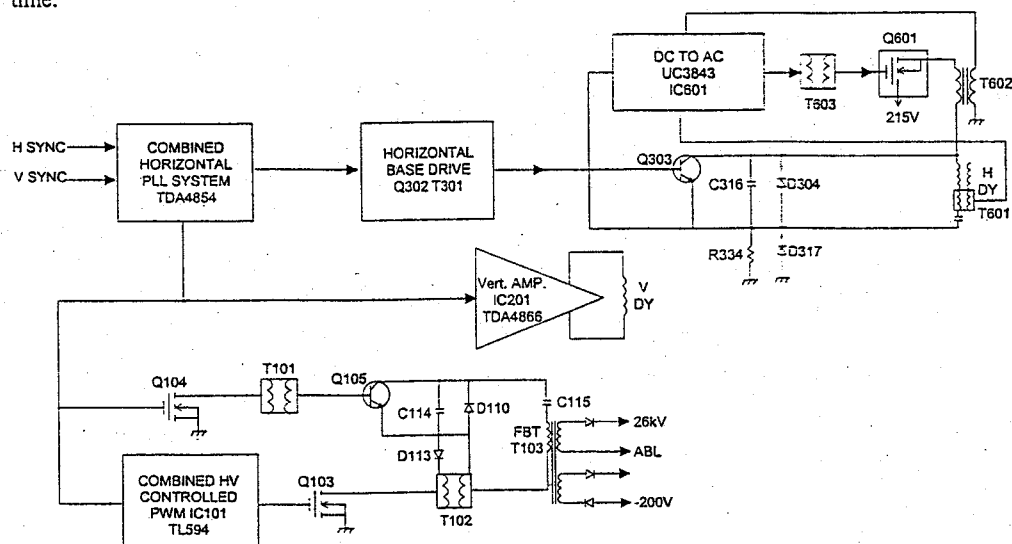 time.
DC TO AC
UC3843
IC601
T603
Q601
215V
T602
H SYNC
V SYNC
COMBINED
HORIZONTAL
PLL SYSTEM
TDA4854
HORIZONTAL
BASE DRIVE
Q302 T301
Q303
C316
D304
H
DY
T601
R334
D317
Vert. AMP.
IC201
TDA4866
V
DY
Q104
T101
Q105
C114
D110
C115
FBT
T103
26kV
ABL
-200V
D113
COMBINED HV
CONTROLLED
PWM IC101
TL594
Q103
T102